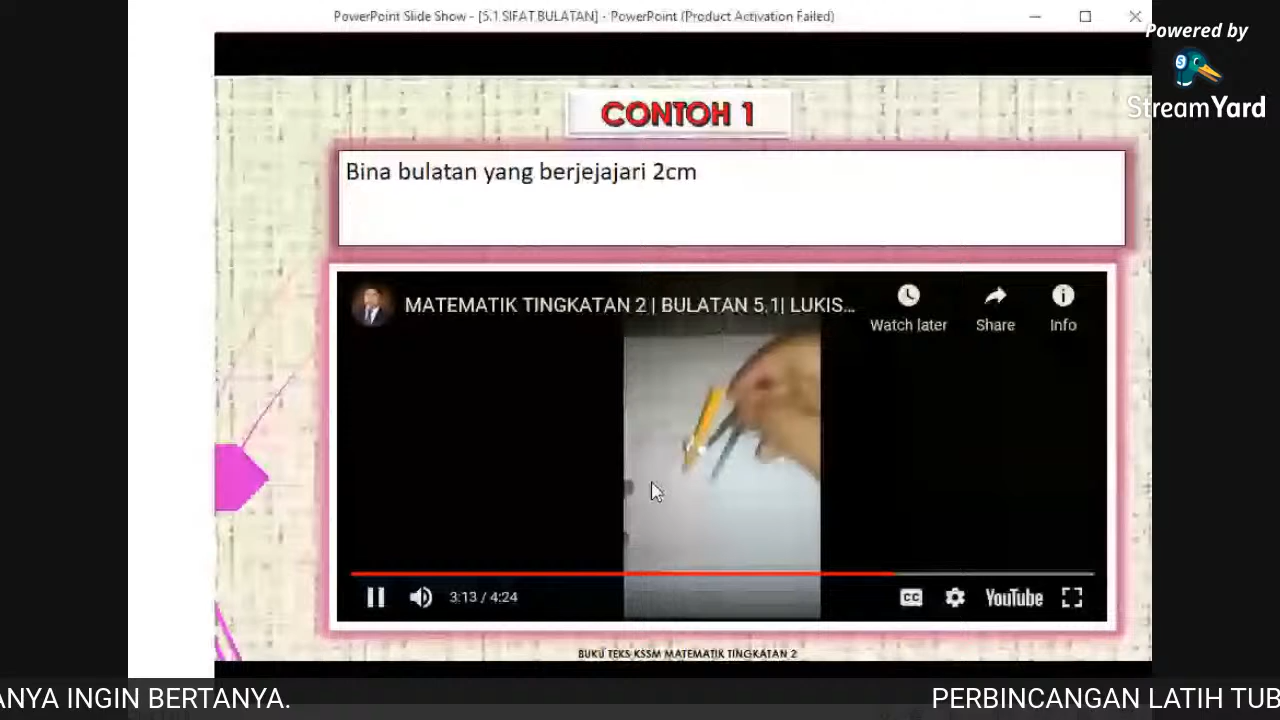 PowerPoint Slide Show - [5.1 SIFAT BULATAN] - PowerPoint (Product Activation Failed)
Powered by
StreamYard
CONTOH 1
Bina bulatan yang berjejajari 2cm
MATEMATIK TINGKATAN 2 | BULATAN 5.1| LUKIS...
Watch later
Share
Info
3:13 / 4:24
CC
YouTube
BUKU TEKS KSSM MATEMATIK TINGKATAN 2
ANYA INGIN BERTANYA.
PERBINCANGAN LATIH TUB